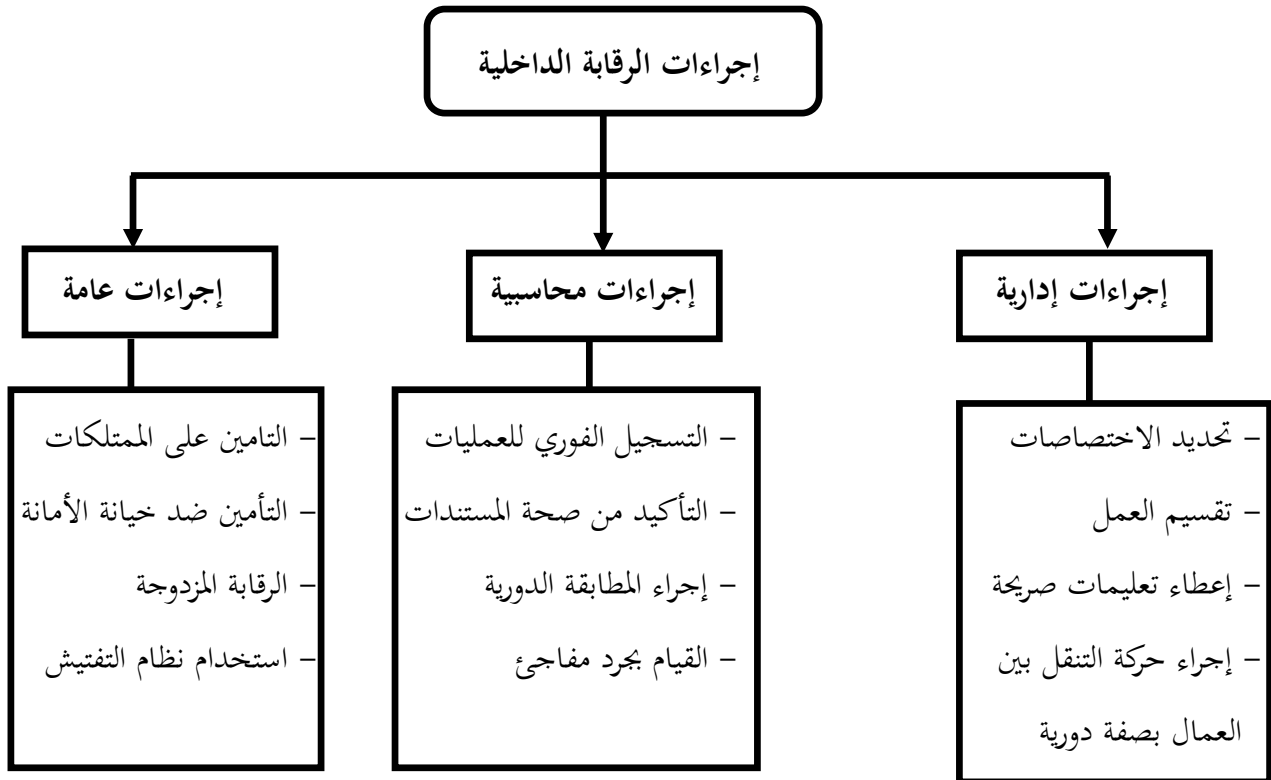 إجراءات الرقابة الداخلية
إجراءات إدارية
– تحديد الاختصاصات
– تقسيم العمل
– إعطاء تعليمات صريحة
– إجراء حركة التنقل بين
العمال بصفة دورية
إجراءات محاسبية
– التسجيل الفوري للعمليات
– التأكيد من صحة المستندات
– إجراء المطابقة الدورية
– القيام بجرد مفاجئ
إجراءات عامة
– التامين على الممتلكات
– التأمين ضد خيانة الأمانة
– الرقابة المزدوجة
– استخدام نظام التفتيش